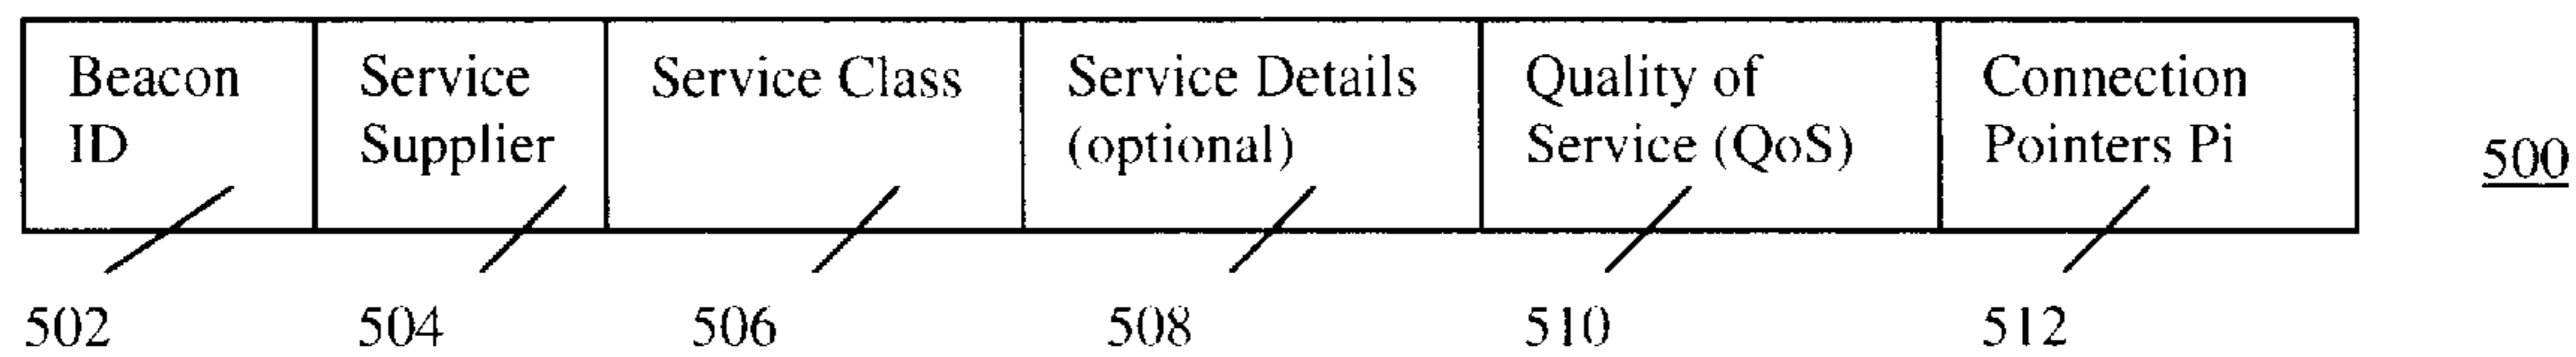 Beacon ID
Service Supplier
Service Class
Service Details (optional)
Quality of Service (QoS)
Connection Pointers Pi
500
502 504 506 508 510 512